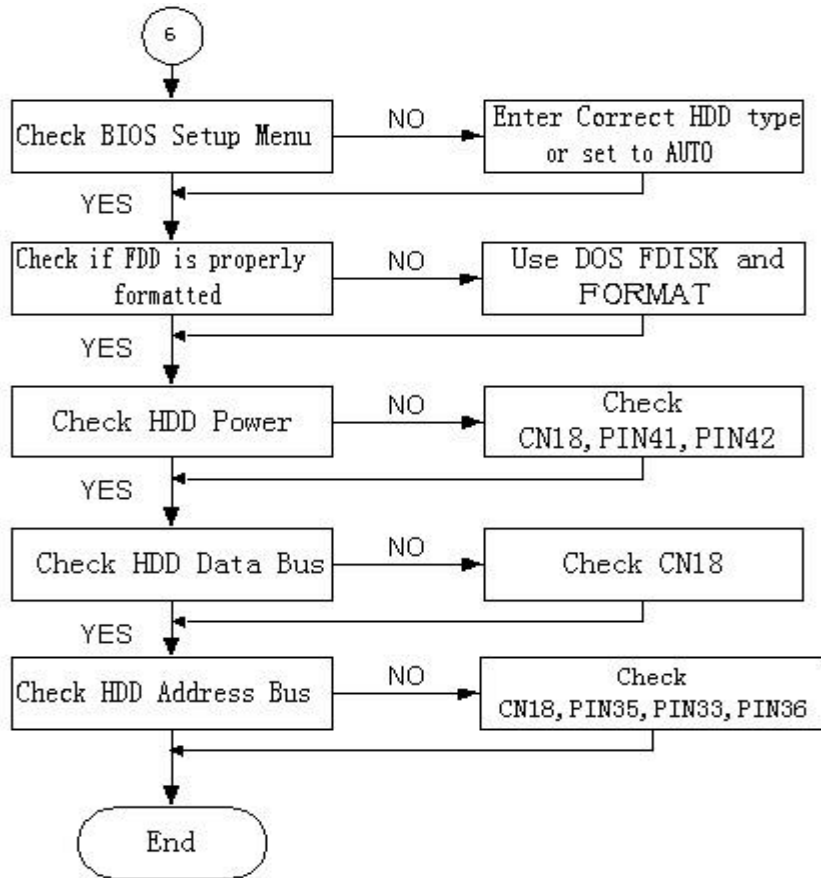 6
Check BIOS Setup Menu
NO
Enter Correct HDD type
or set to AUTO
YES
Check if FDD is properly
formatted
NO
Use DOS FDISK and
FORMAT
YES
Check HDD Power
NO
Check
CN18,PIN41,PIN42
YES
Check HDD Data Bus
NO
Check CN18
YES
Check HDD Address Bus
NO
Check
CN18,PIN35,PIN33,PIN36
End